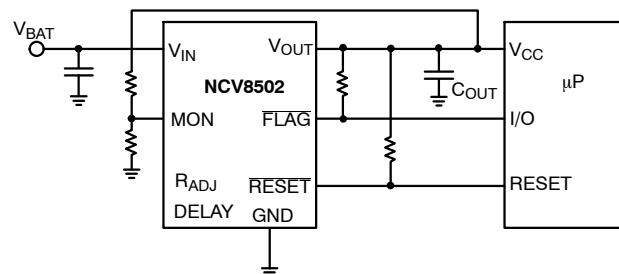 VBAT
VIN
VOUT
VCC
NCV8502
COUT
μP
MON
FLAG
I/O
RADJ
RESET
RESET
DELAY
GND